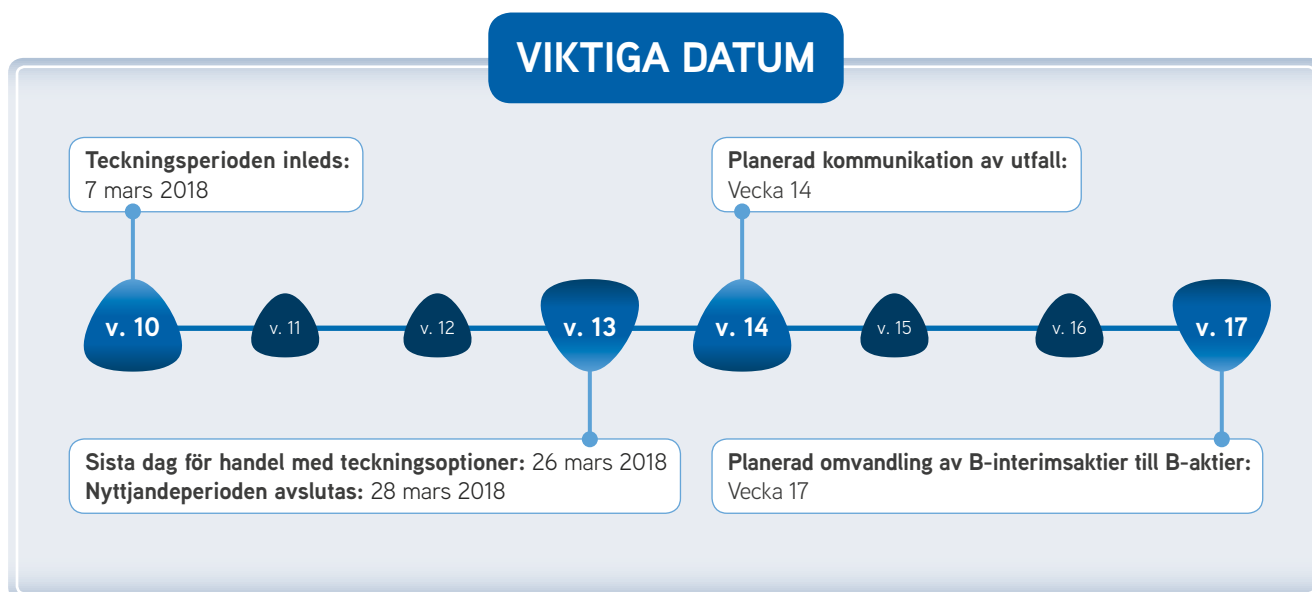 VIKTIGA DATUM
Teckningsperioden inleds:
7 mars 2018
Planerad kommunikation av utfall:
Vecka 14
v. 10
v. 11
v. 12
v. 13
v. 14
v. 15
v. 16
v. 17
Sista dag för handel med teckningsoptioner: 26 mars 2018
Nyttjandeperioden avslutas: 28 mars 2018
Planerad omvandling av B-interimsaktier till B-aktier:
Vecka 17